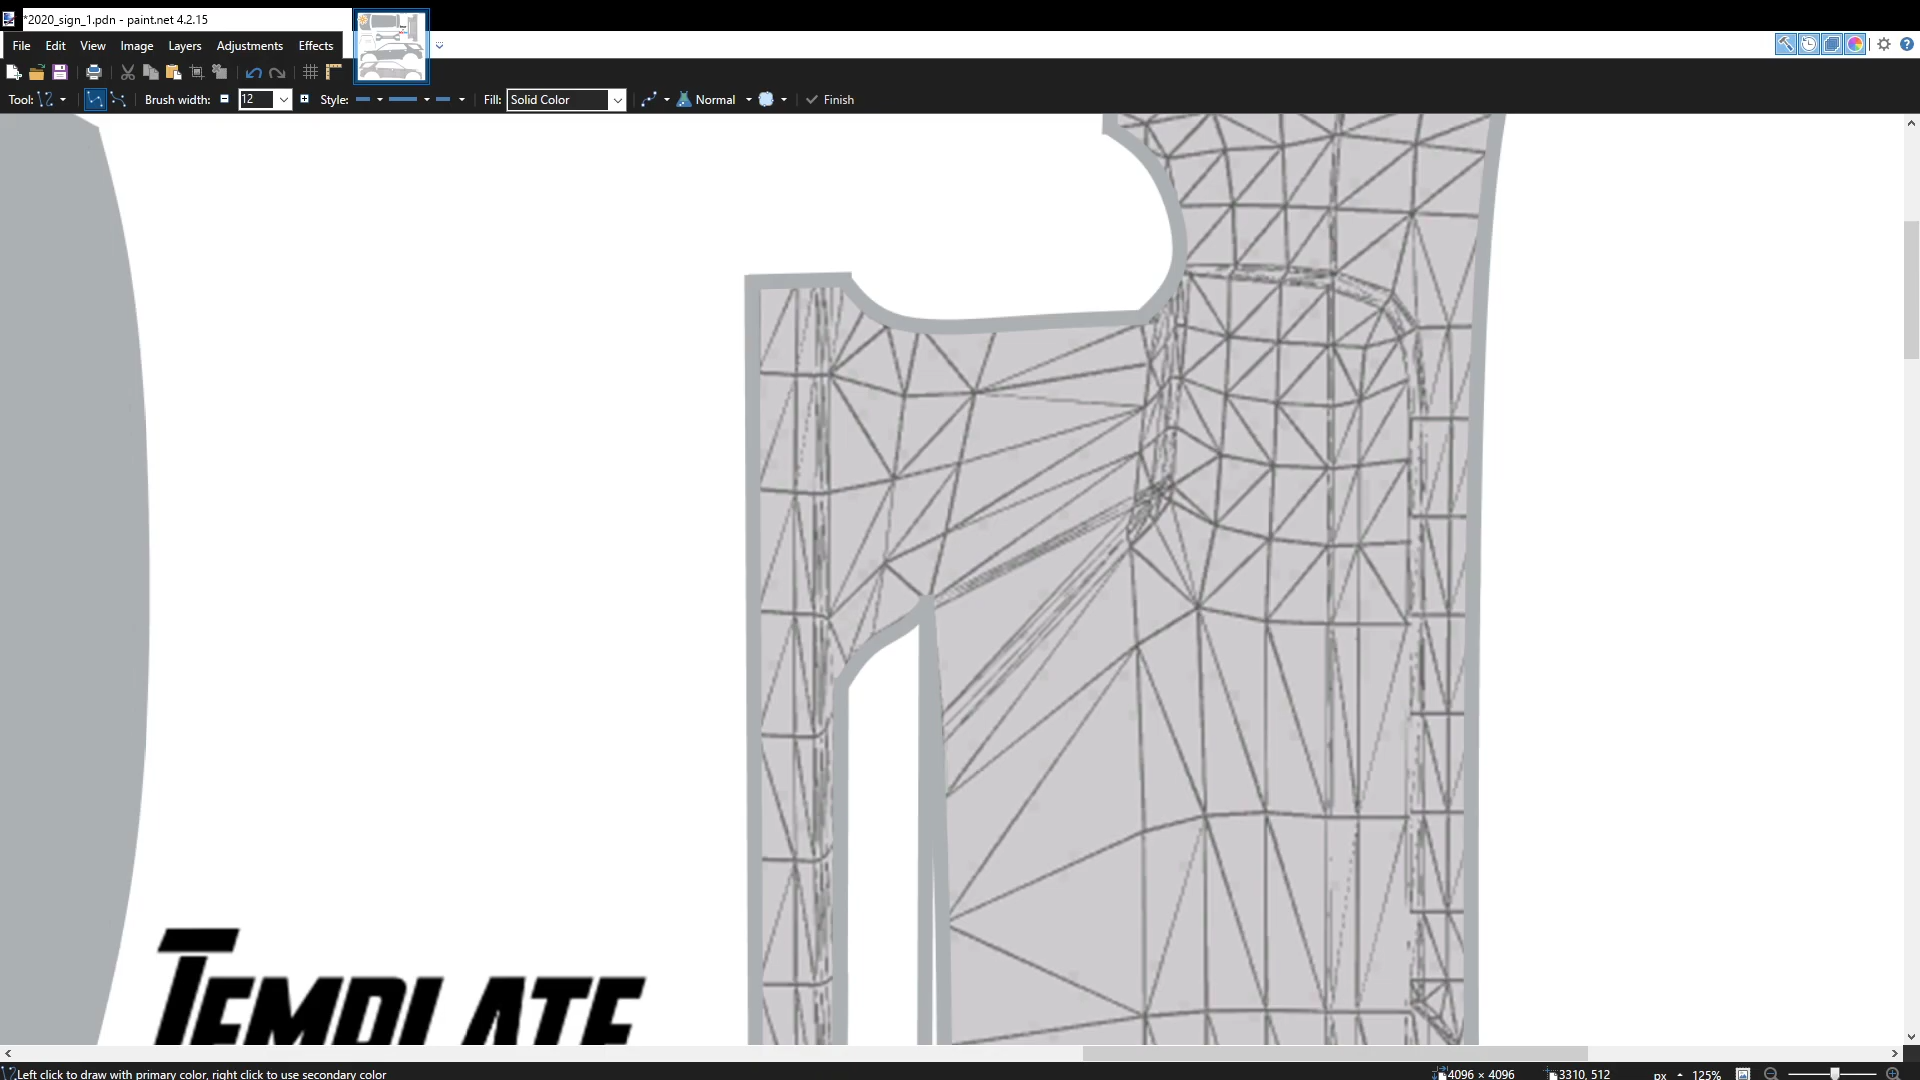 *2020_sign_1.pdn - paint.net 4.2.15
File Edit View Image Layers Adjustments Effects
Tool: Brush width: 12 Style: Fill: Solid Color Normal Finish
TEMPLATE
Left click to draw with primary color, right click to use secondary color 4096 × 4096 3310, 512 px 125%